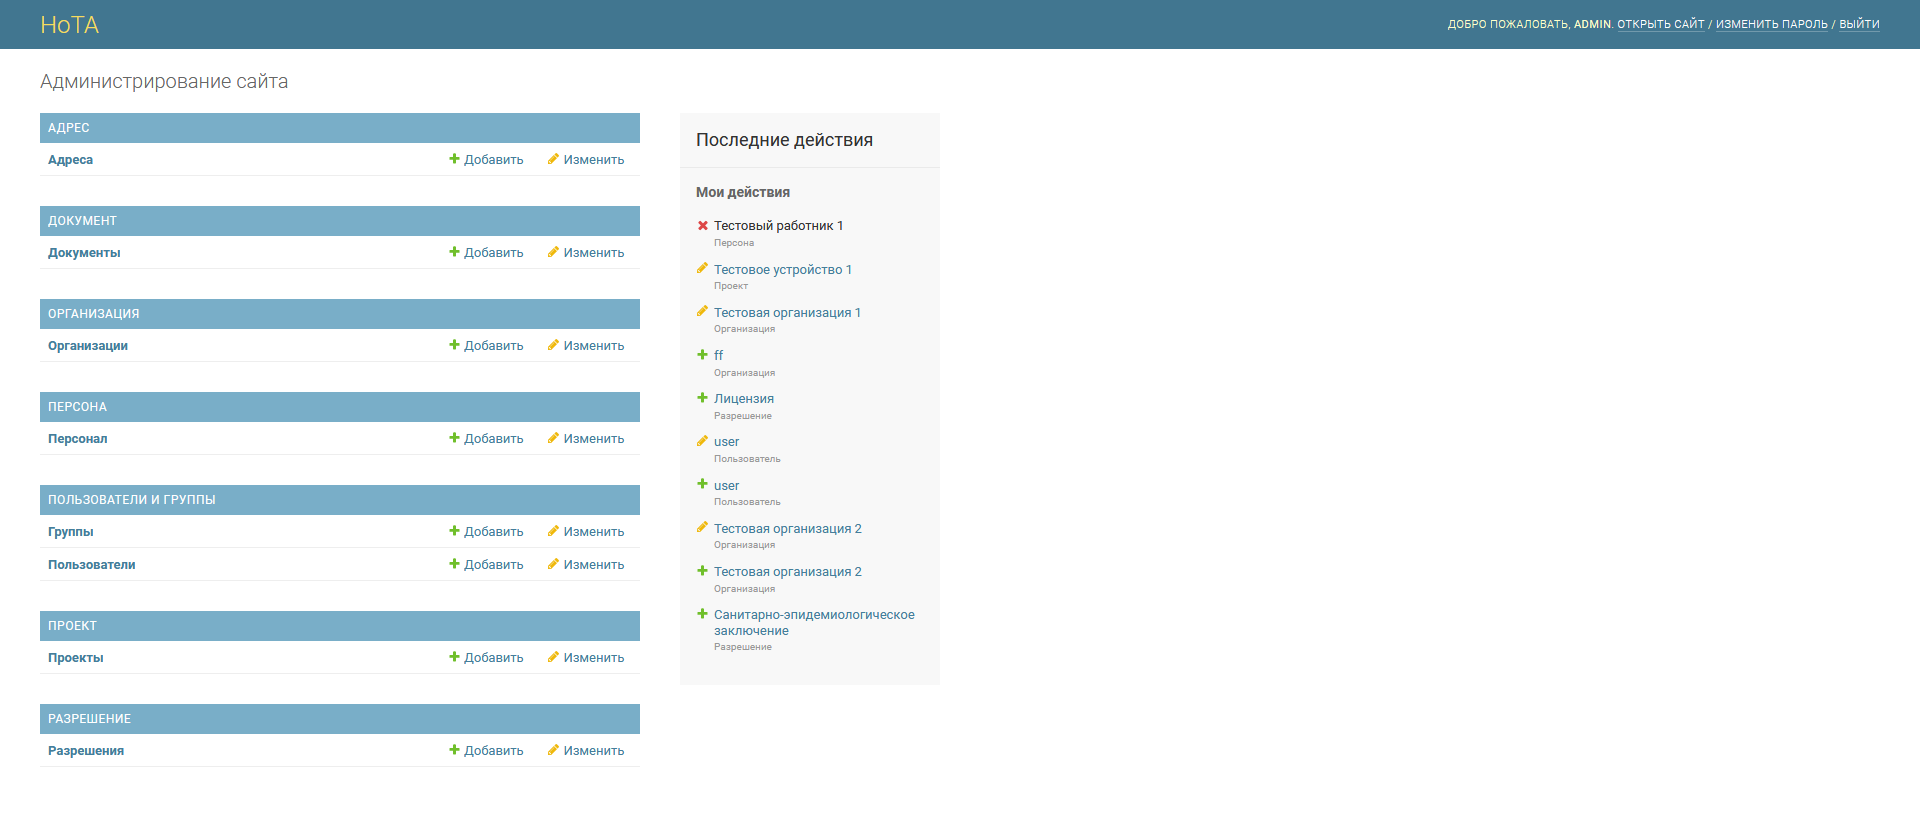 HoTA
ДОБРО ПОЖАЛОВАТЬ, ADMIN. ОТКРЫТЬ САЙТ / ИЗМЕНИТЬ ПАРОЛЬ / ВЫЙТИ
Администрирование сайта
АДРЕС
Адреса Добавить Изменить
ДОКУМЕНТ
Документы Добавить Изменить
ОРГАНИЗАЦИЯ
Организации Добавить Изменить
ПЕРСОНА
Персонал Добавить Изменить
ПОЛЬЗОВАТЕЛИ И ГРУППЫ
Группы Добавить Изменить
Пользователи Добавить Изменить
ПРОЕКТ
Проекты Добавить Изменить
РАЗРЕШЕНИЕ
Разрешения Добавить Изменить
Последние действия
Мои действия
Тестовый работник 1
Персона
Тестовое устройство 1
Проект
Тестовая организация 1
Организация
ff
Организация
Лицензия
Разрешение
user
Пользователь
user
Пользователь
Тестовая организация 2
Организация
Тестовая организация 2
Организация
Санитарно-эпидемиологическое
заключение
Разрешение